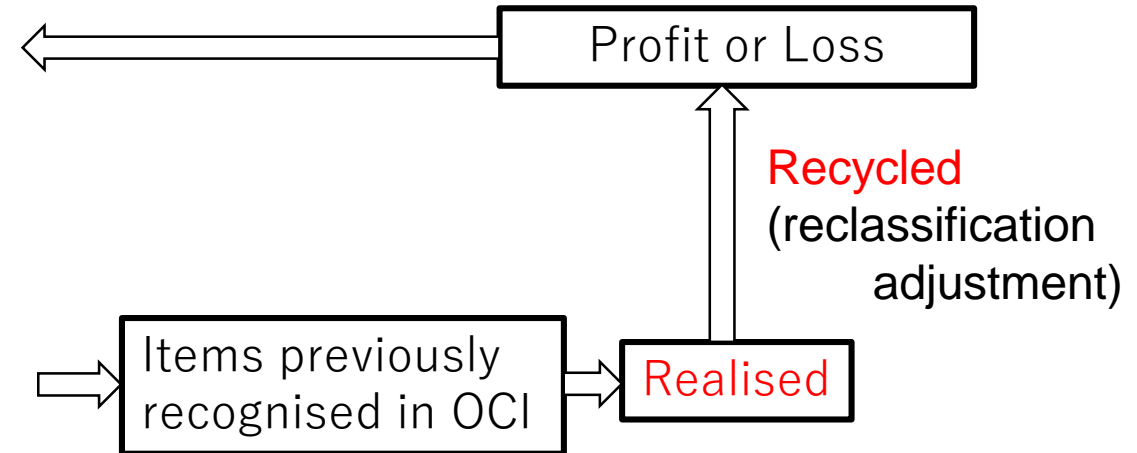 Profit or Loss
Recycled
(reclassification
adjustment)
Items previously
recognised in OCI
Realised